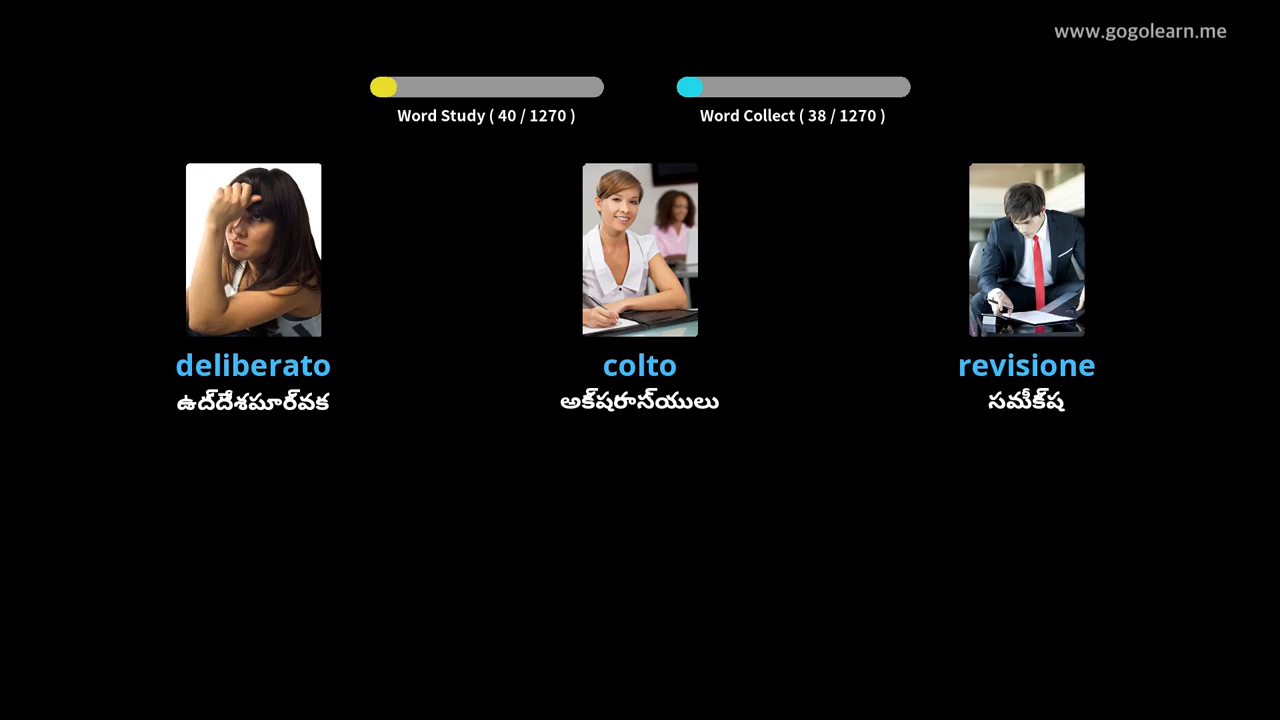 www.gogolearn.me
Word Study ( 40 / 1270 )
Word Collect ( 38 / 1270 )
deliberato
colto
revisione
ఉద్‌దేశపూర్‌వక
అక్‌షరాస్‌యులు
సమీక్‌ష